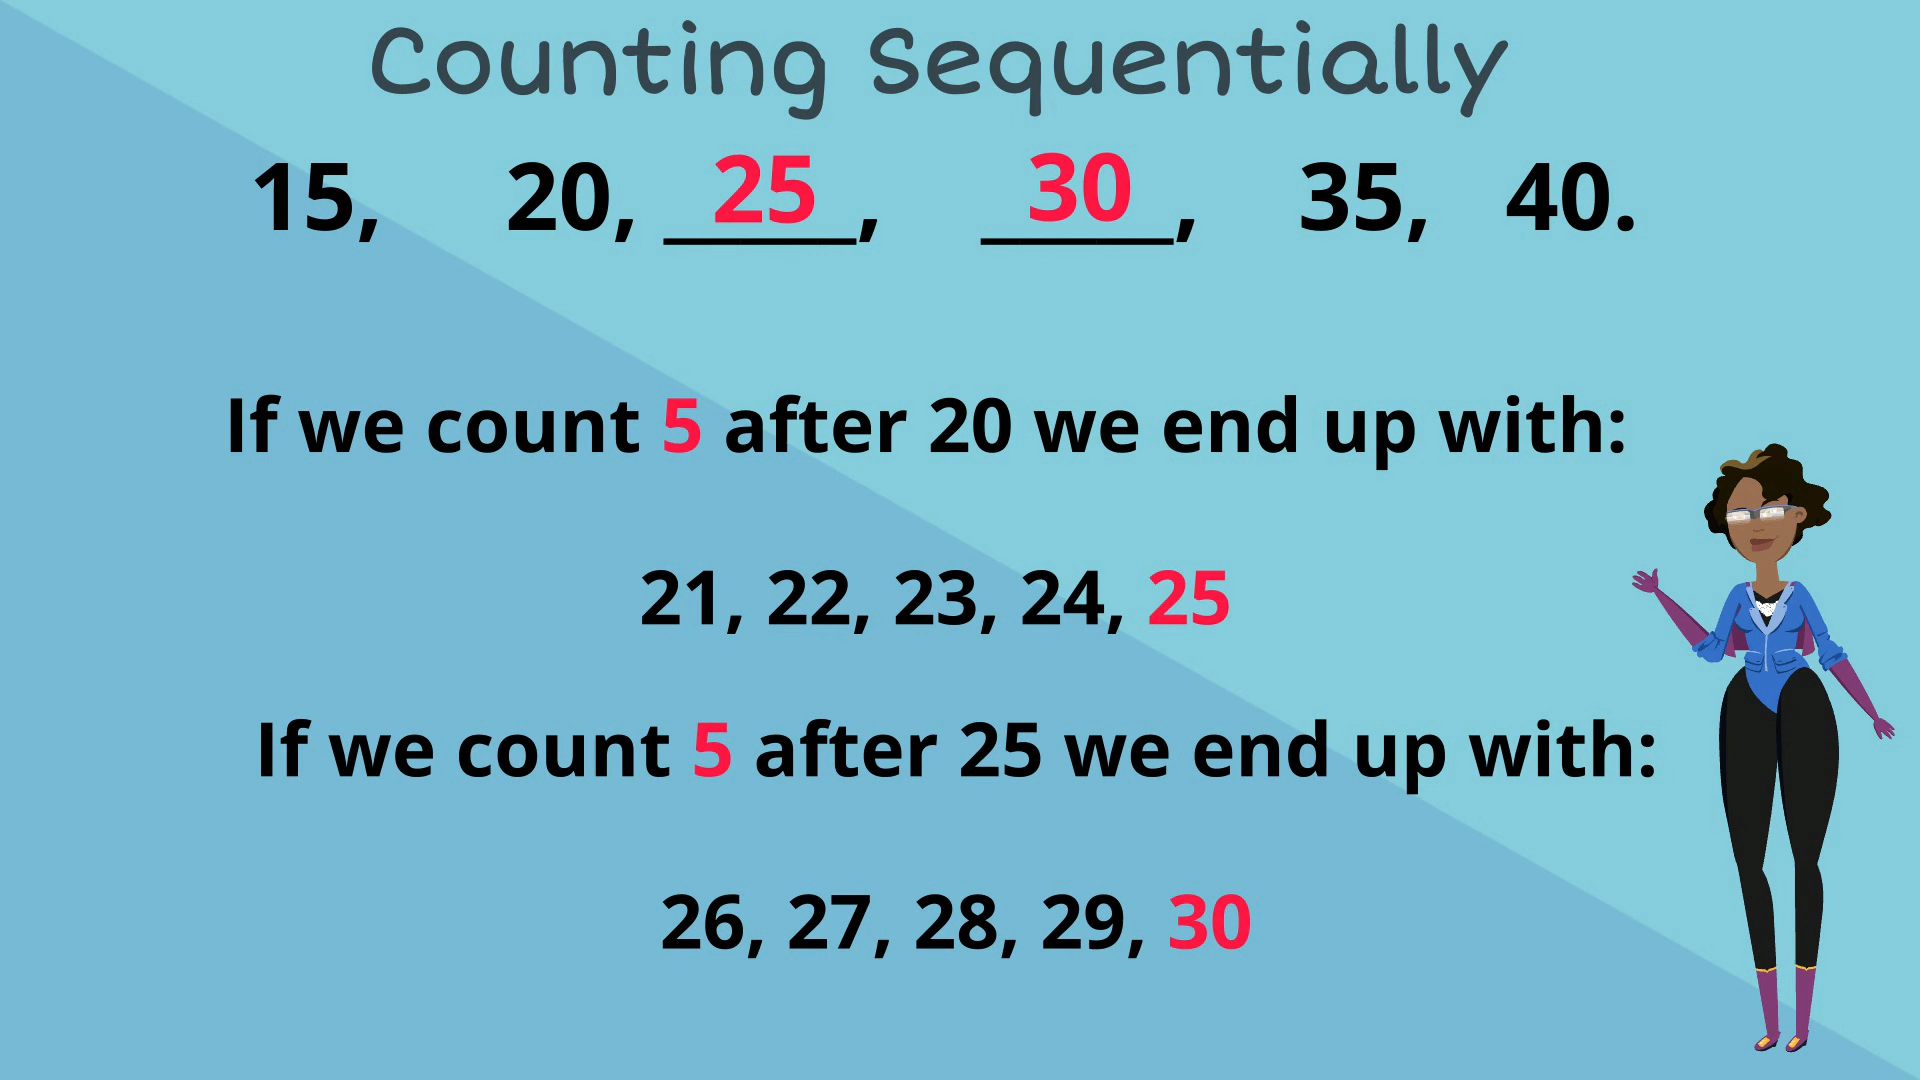 Counting Sequentially
15, 20, 25, 30, 35, 40.
If we count 5 after 20 we end up with:
21, 22, 23, 24, 25
If we count 5 after 25 we end up with:
26, 27, 28, 29, 30